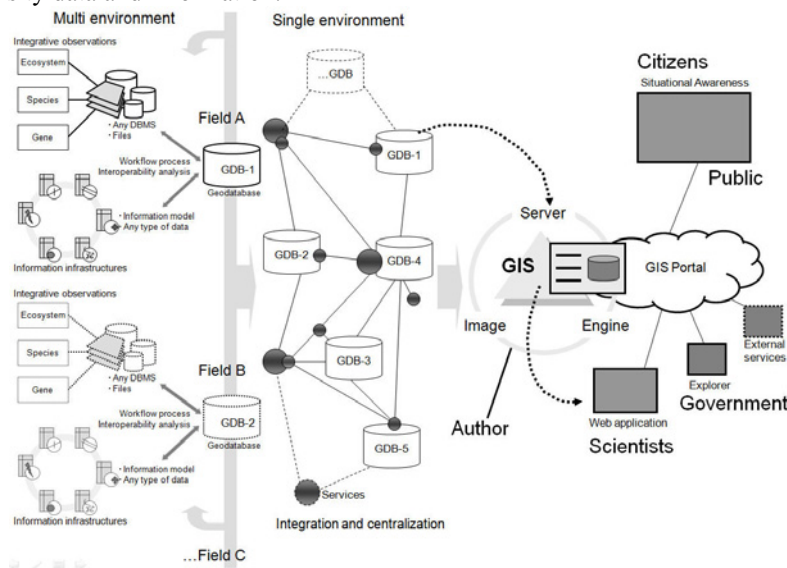 Multi environment
Integrative observations
Ecosystem
Species
Gene
· Any DBMS
· Files
Workflow process
Interoperability analysis
· Information model
· Any type of data
Information infrastructures
Field A
GDB-1
Geodatabase
Integrative observations
Ecosystem
Species
Gene
· Any DBMS
· Files
Workflow process
Interoperability analysis
· Information model
· Any type of data
Information infrastructures
Field B
GDB-2
Geodatabase
...Field C
Single environment
...GDB
GDB-1
GDB-2
GDB-4
GDB-3
GDB-5
Services
Integration and centralization
Server
GIS
Image
Engine
Author
Citizens
Situational Awareness
Public
GIS Portal
External
services
Explorer
Government
Web application
Scientists